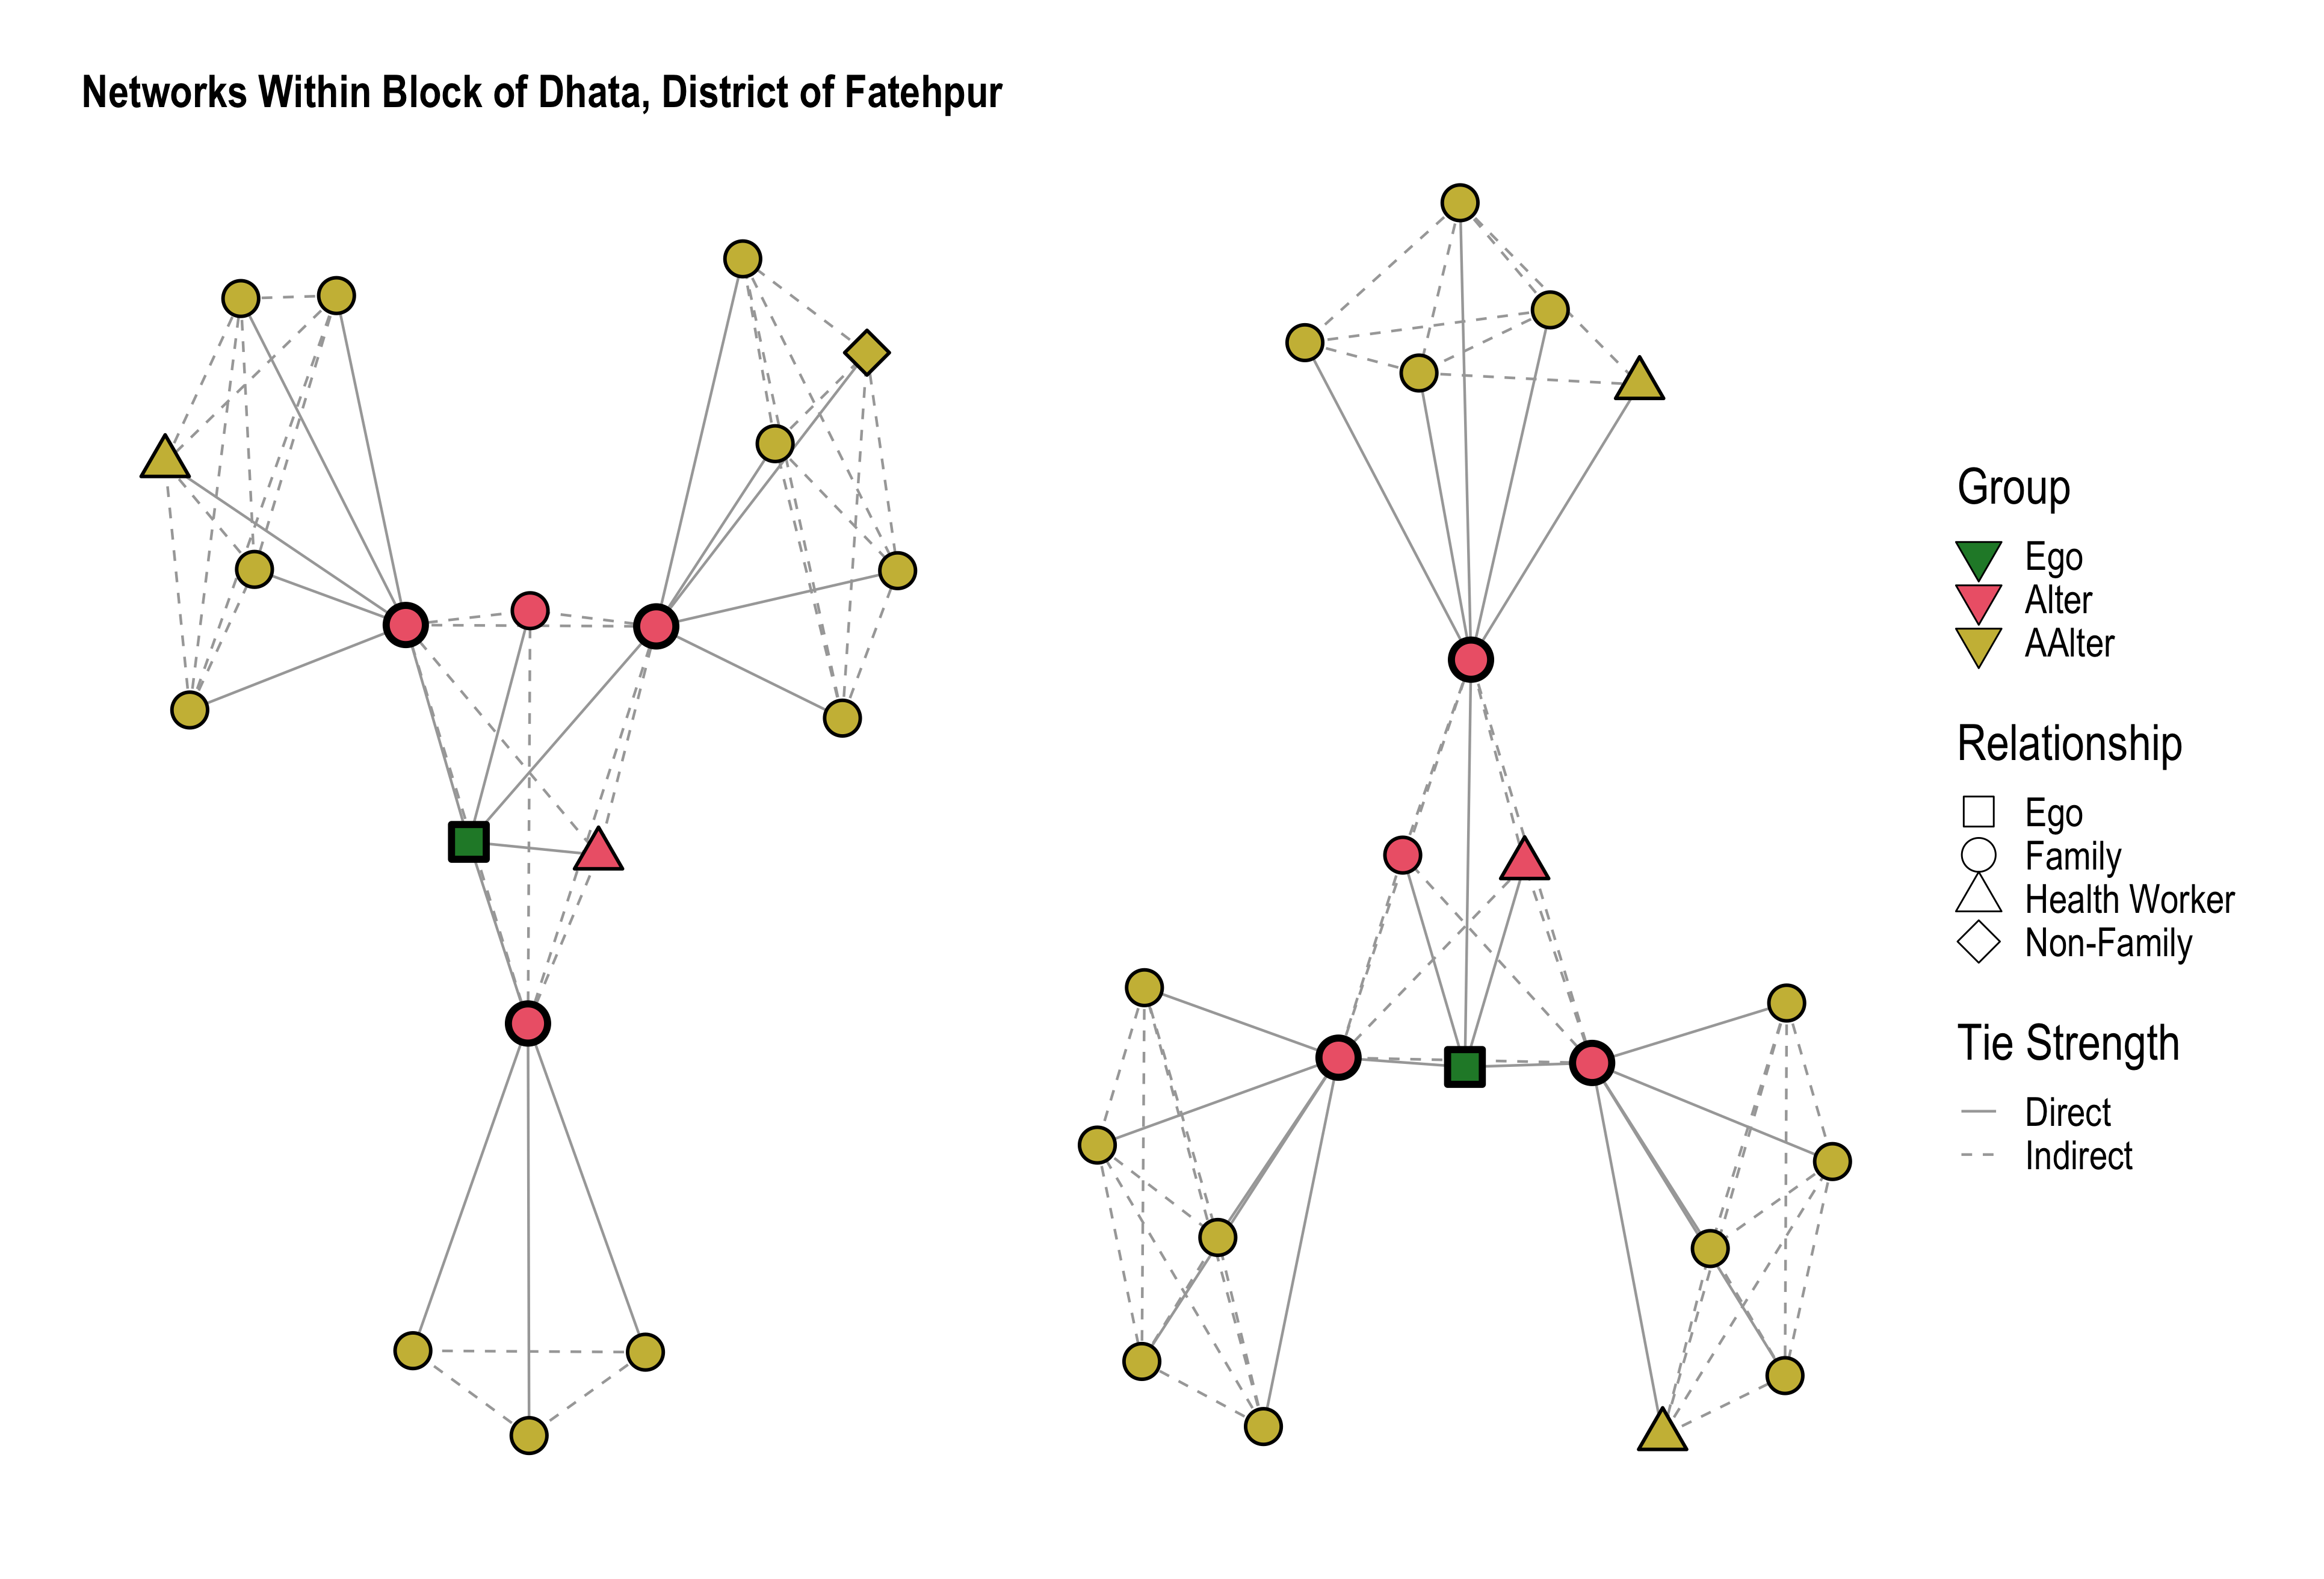 Networks Within Block of Dhata, District of Fatehpur
Group
Ego
Alter
AAlter
Relationship
Ego
Family
Health Worker
Non-Family
Tie Strength
Direct
Indirect